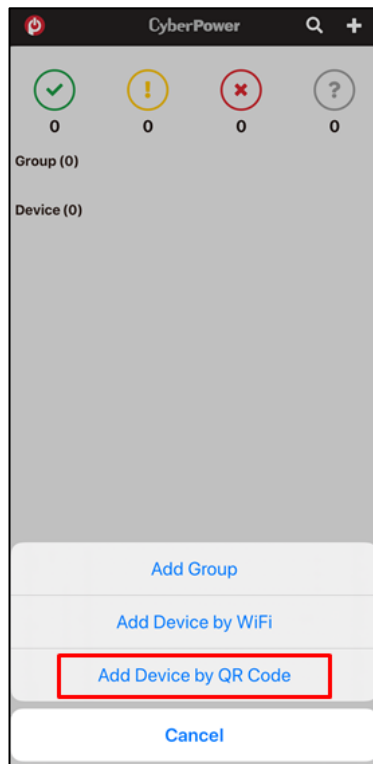 CyberPower
0 0 0 0
Group (0)
Device (0)
Add Group
Add Device by WiFi
Add Device by QR Code
Cancel